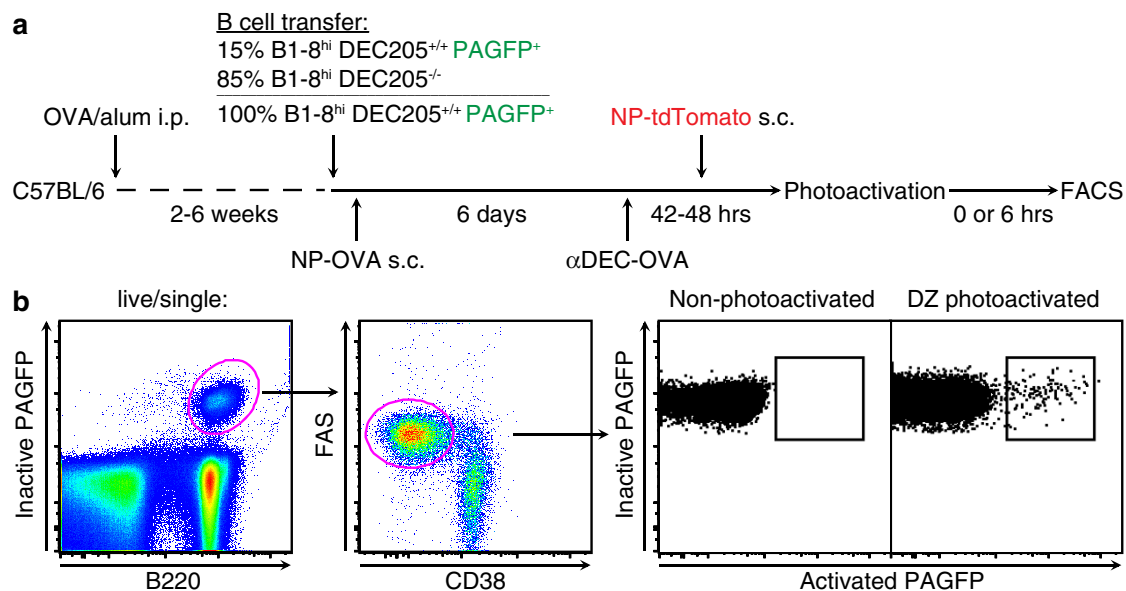 a
B cell transfer:
15% B1-8hi DEC205+/+ PAGFP+
85% B1-8hi DEC205-/-
100% B1-8hi DEC205+/+ PAGFP+
OVA/alum i.p.
NP-tdTomato s.c.
C57BL/6
Photoactivation
FACS
2-6 weeks
6 days
42-48 hrs
0 or 6 hrs
NP-OVA s.c.
αDEC-OVA
b
live/single:
Non-photoactivated
DZ photoactivated
Inactive PAGFP
FAS
Inactive PAGFP
B220
CD38
Activated PAGFP